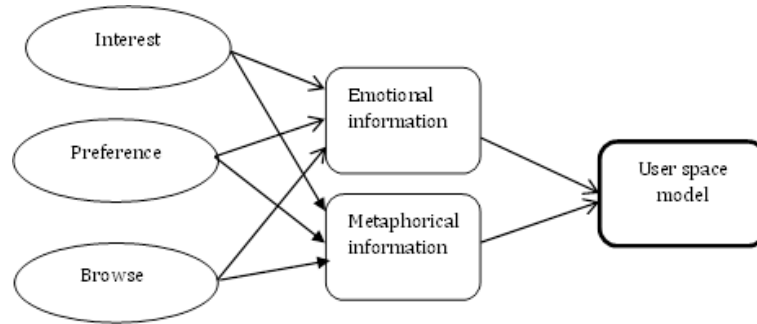 Interest
Preference
Browse
Emotional
information
Metaphorical
information
User space
model